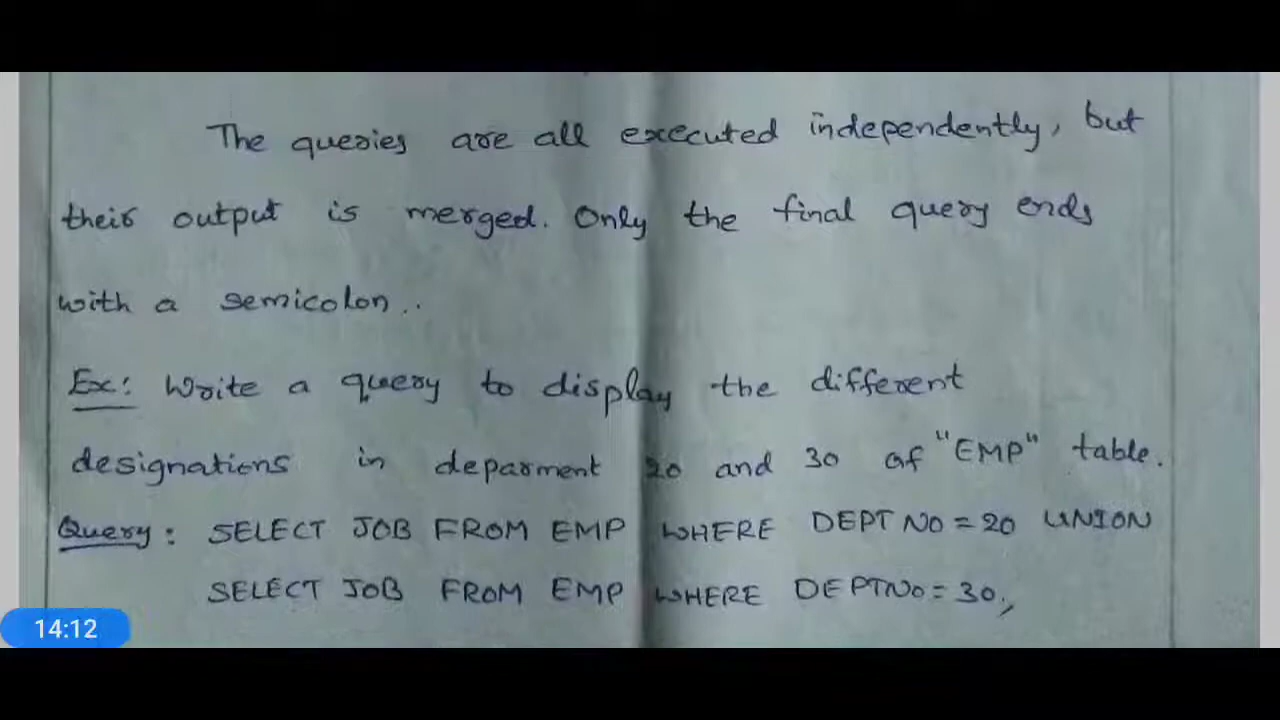 The queries are all executed independently, but
their output is merged. Only the final query ends
with a semicolon..
Ex: Write a query to display the different
designations in deparment 20 and 30 of "EMP" table.
Query: SELECT JOB FROM EMP WHERE DEPT NO = 20 UNION
SELECT JOB FROM EMP WHERE DEPTNO = 30;
14:12